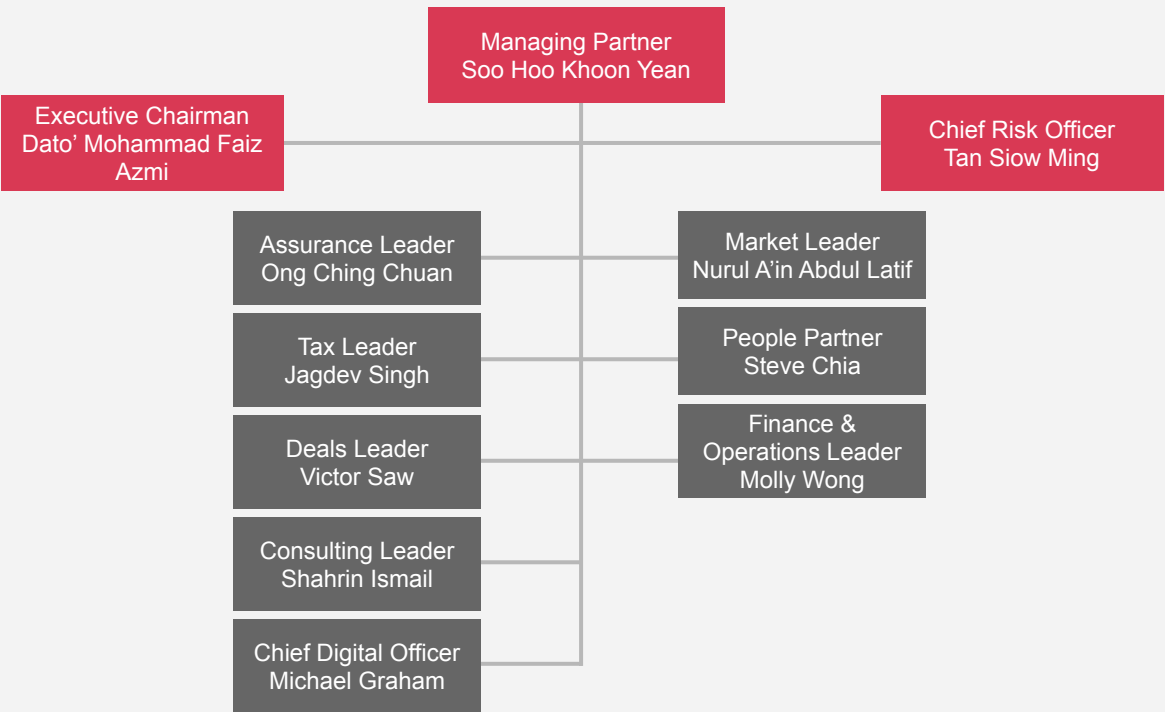 Managing Partner
Soo Hoo Khoon Yean
Executive Chairman
Dato’ Mohammad Faiz
Azmi
Chief Risk Officer
Tan Siow Ming
Assurance Leader
Ong Ching Chuan
Market Leader
Nurul A’in Abdul Latif
Tax Leader
Jagdev Singh
People Partner
Steve Chia
Deals Leader
Victor Saw
Finance &
Operations Leader
Molly Wong
Consulting Leader
Shahrin Ismail
Chief Digital Officer
Michael Graham